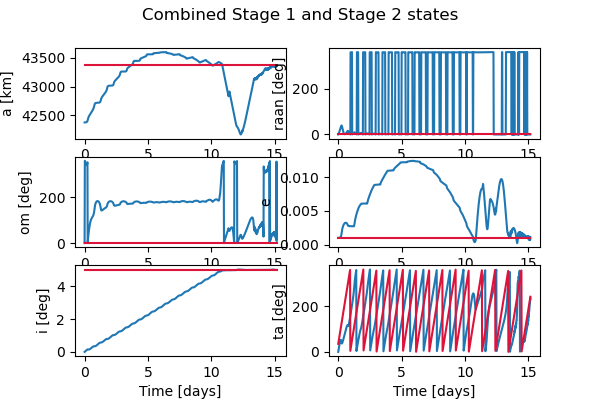 Combined Stage 1 and Stage 2 states
a [km]
43500
43000
42500
0 5 10 15
raan [deg]
200
0
0 5 10 15
om [deg]
200
0
0 5 10 15
e
0.010
0.005
0.000
0 5 10 15
i [deg]
4
2
0
0 5 10 15
Time [days]
ta [deg]
200
0
0 5 10 15
Time [days]